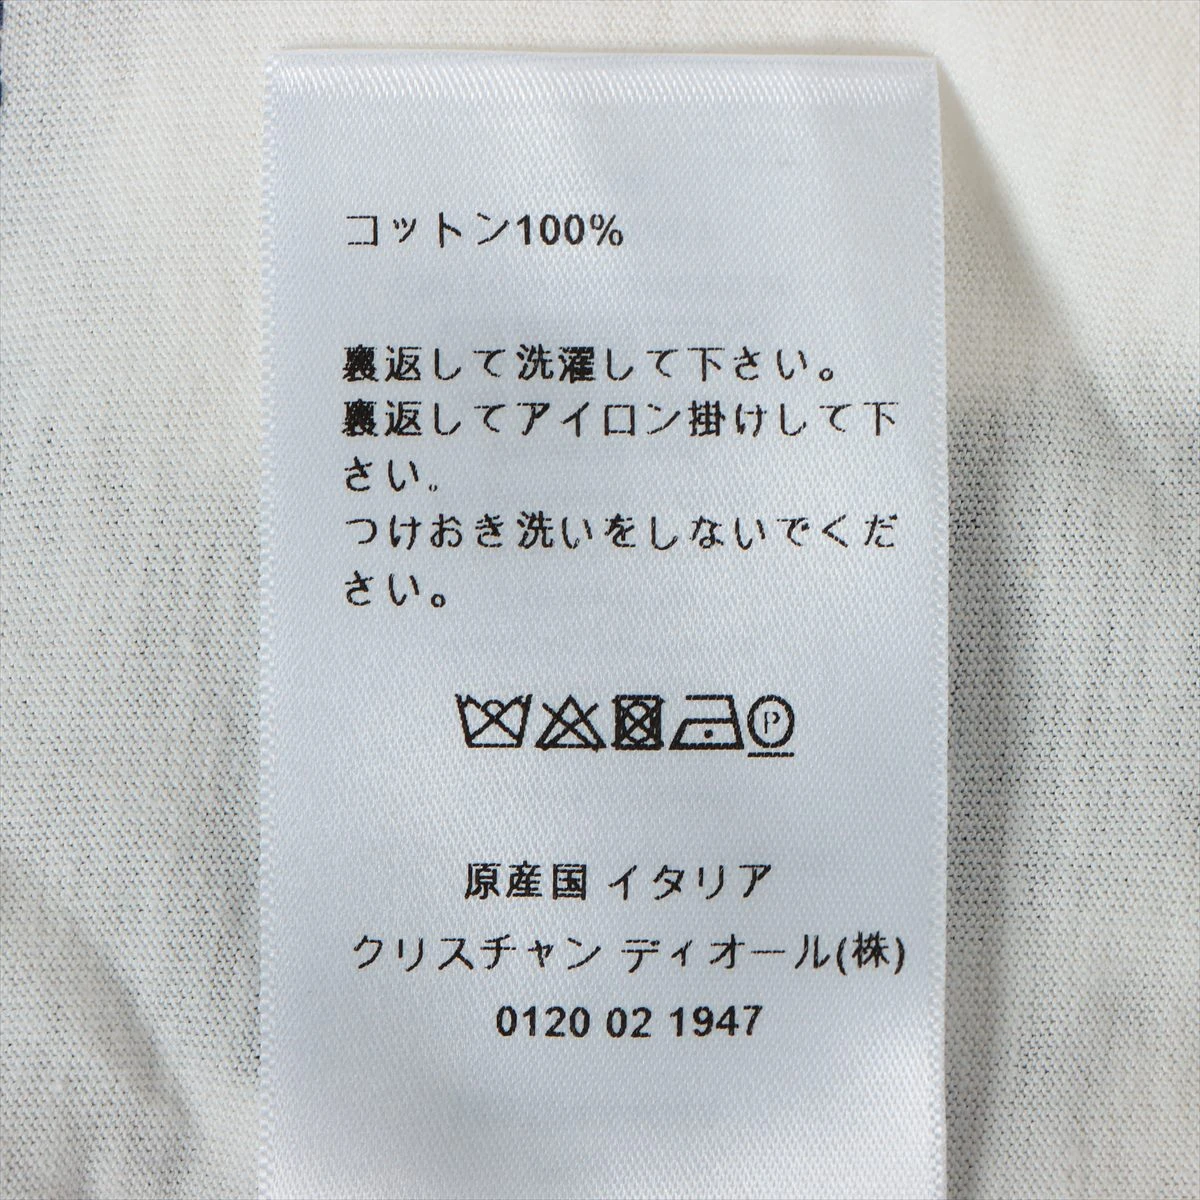 コットン100%
裏返して洗濯して下さい。
裏返してアイロン掛けして下
さい。
つけおき洗いをしないでくだ
さい。
P
原産国 イタリア
クリスチャン ディオール(株)
0120 02 1947